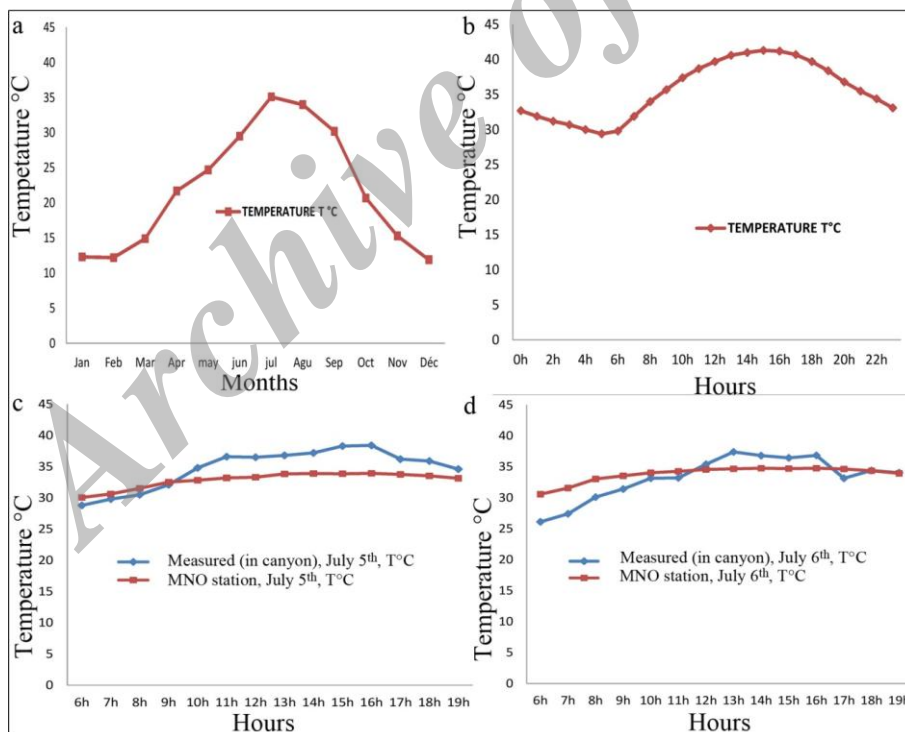 a
Tempetature °C
45
40
35
30
25
20
15
10
5
0
TEMPERATURE T °C
Jan Feb Mar Apr may jun jul Agu Sep Oct Nov Déc
Months
b
Temperature °C
45
40
35
30
25
20
15
10
5
0
TEMPERATURE T°C
0h 2h 4h 6h 8h 10h 12h 14h 16h 18h 20h 22h
Hours
c
Temperature °C
45
40
35
30
25
20
15
10
5
0
Measured (in canyon), July 5th, T°C
MNO station, July 5th, T°C
6h 7h 8h 9h 10h 11h 12h 13h 14h 15h 16h 17h 18h 19h
Hours
d
Temperature °C
45
40
35
30
25
20
15
10
5
0
Measured (in canyon), July 6th, T°C
MNO station, July 6th, T°C
6h 7h 8h 9h 10h 11h 12h 13h 14h 15h 16h 17h 18h 19h
Hours
Archive of